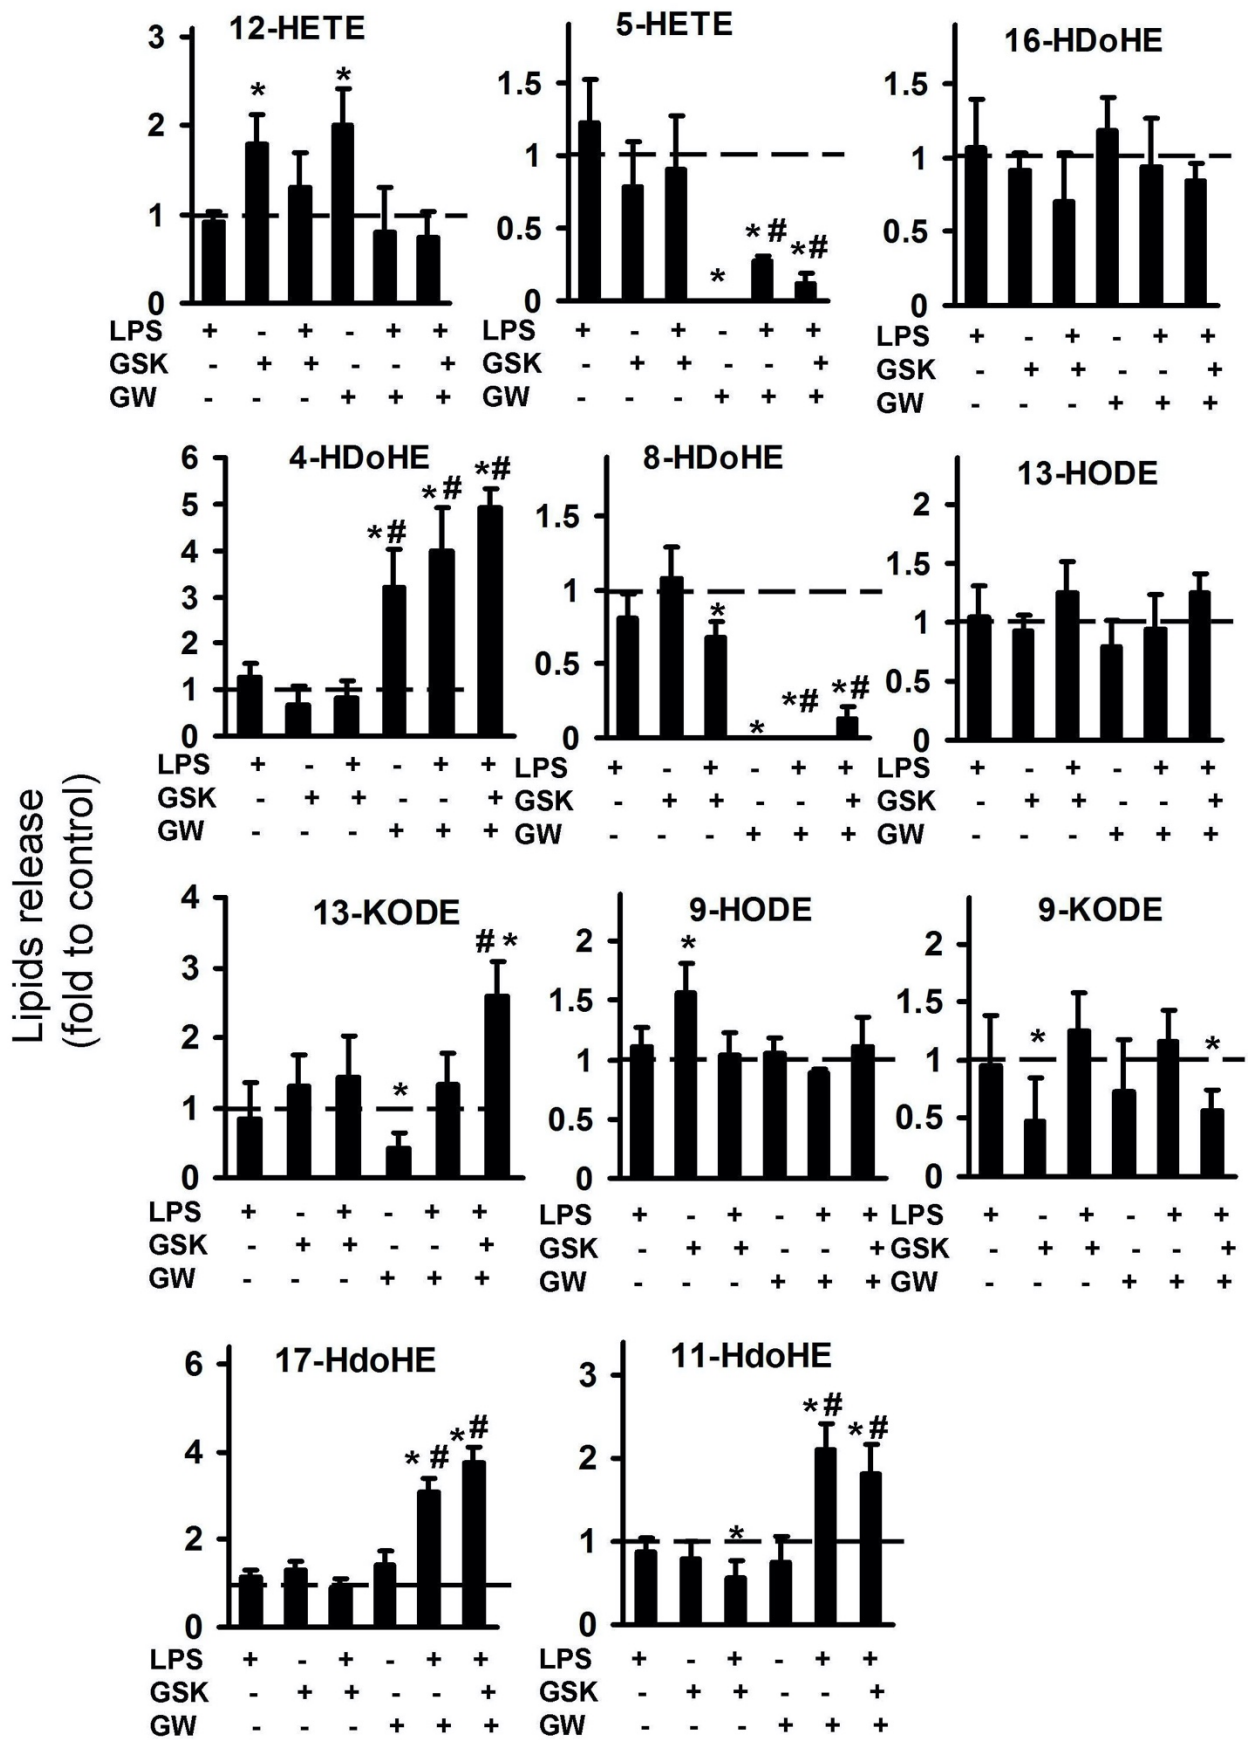 12-HETE
3
2
1
0
* *
LPS + - + - + +
GSK - + + - - +
GW - - - + + +
5-HETE
1.5
1
0.5
0
* *# *#
LPS + - + - + +
GSK - + + - - +
GW - - - + + +
16-HDoHE
1.5
1
0.5
0
LPS + - + - + +
GSK - + + - - +
GW - - - + + +
4-HDoHE
6
5
4
3
2
1
0
*# *# *#
LPS + - + - + +
GSK - + + - - +
GW - - - + + +
8-HDoHE
1.5
1
0.5
0
* * *# *#
LPS + - + - + +
GSK - + + - - +
GW - - - + + +
13-HODE
2
1.5
1
0.5
0
LPS + - + - + +
GSK - + + - - +
GW - - - + + +
Lipids release
(fold to control)
13-KODE
4
3
2
1
0
* #*
LPS + - + - + +
GSK - + + - - +
GW - - - + + +
9-HODE
2
1.5
1
0.5
0
*
LPS + - + - + +
GSK - + + - - +
GW - - - + + +
9-KODE
2
1.5
1
0.5
0
* *
LPS + - + - + +
GSK - + + - - +
GW - - - + + +
17-HdoHE
6
4
2
0
*# *#
LPS + - + - + +
GSK - + + - - +
GW - - - + + +
11-HdoHE
3
2
1
0
* *# *#
LPS + - + - + +
GSK - + + - - +
GW - - - + + +